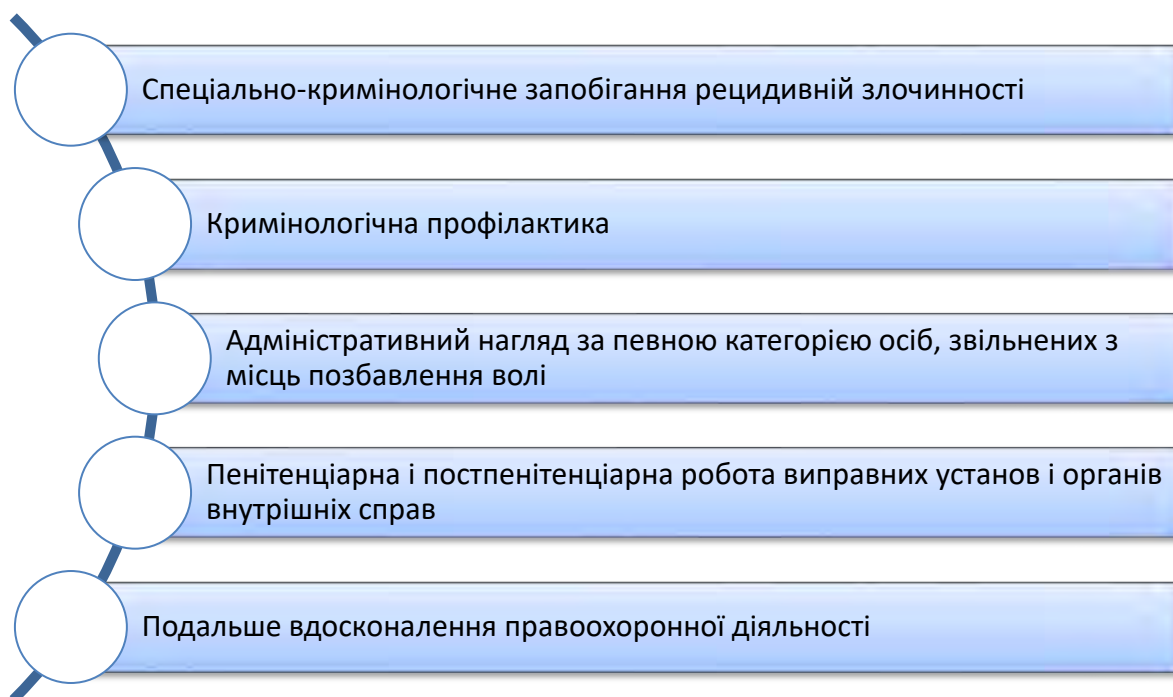 Спеціально-кримінологічне запобігання рецидивній злочинності
Кримінологічна профілактика
Адміністративний нагляд за певною категорією осіб, звільнених з
місць позбавлення волі
Пенітенціарна і постпенітенціарна робота виправних установ і органів
внутрішніх справ
Подальше вдосконалення правоохоронної діяльності